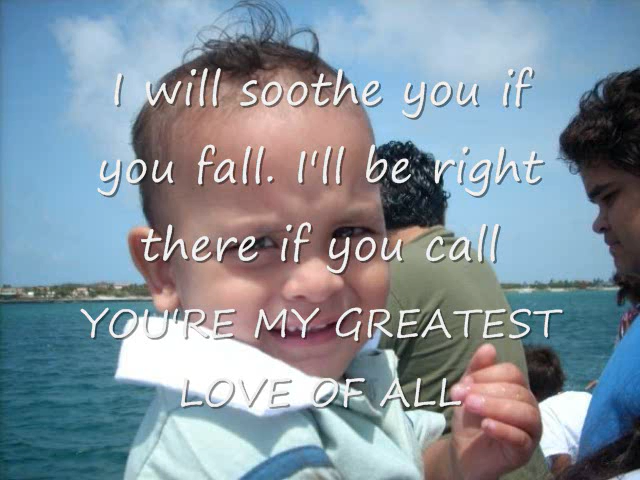 I will soothe you if
you fall. I'll be right
there if you call
YOU'RE MY GREATEST
LOVE OF ALL